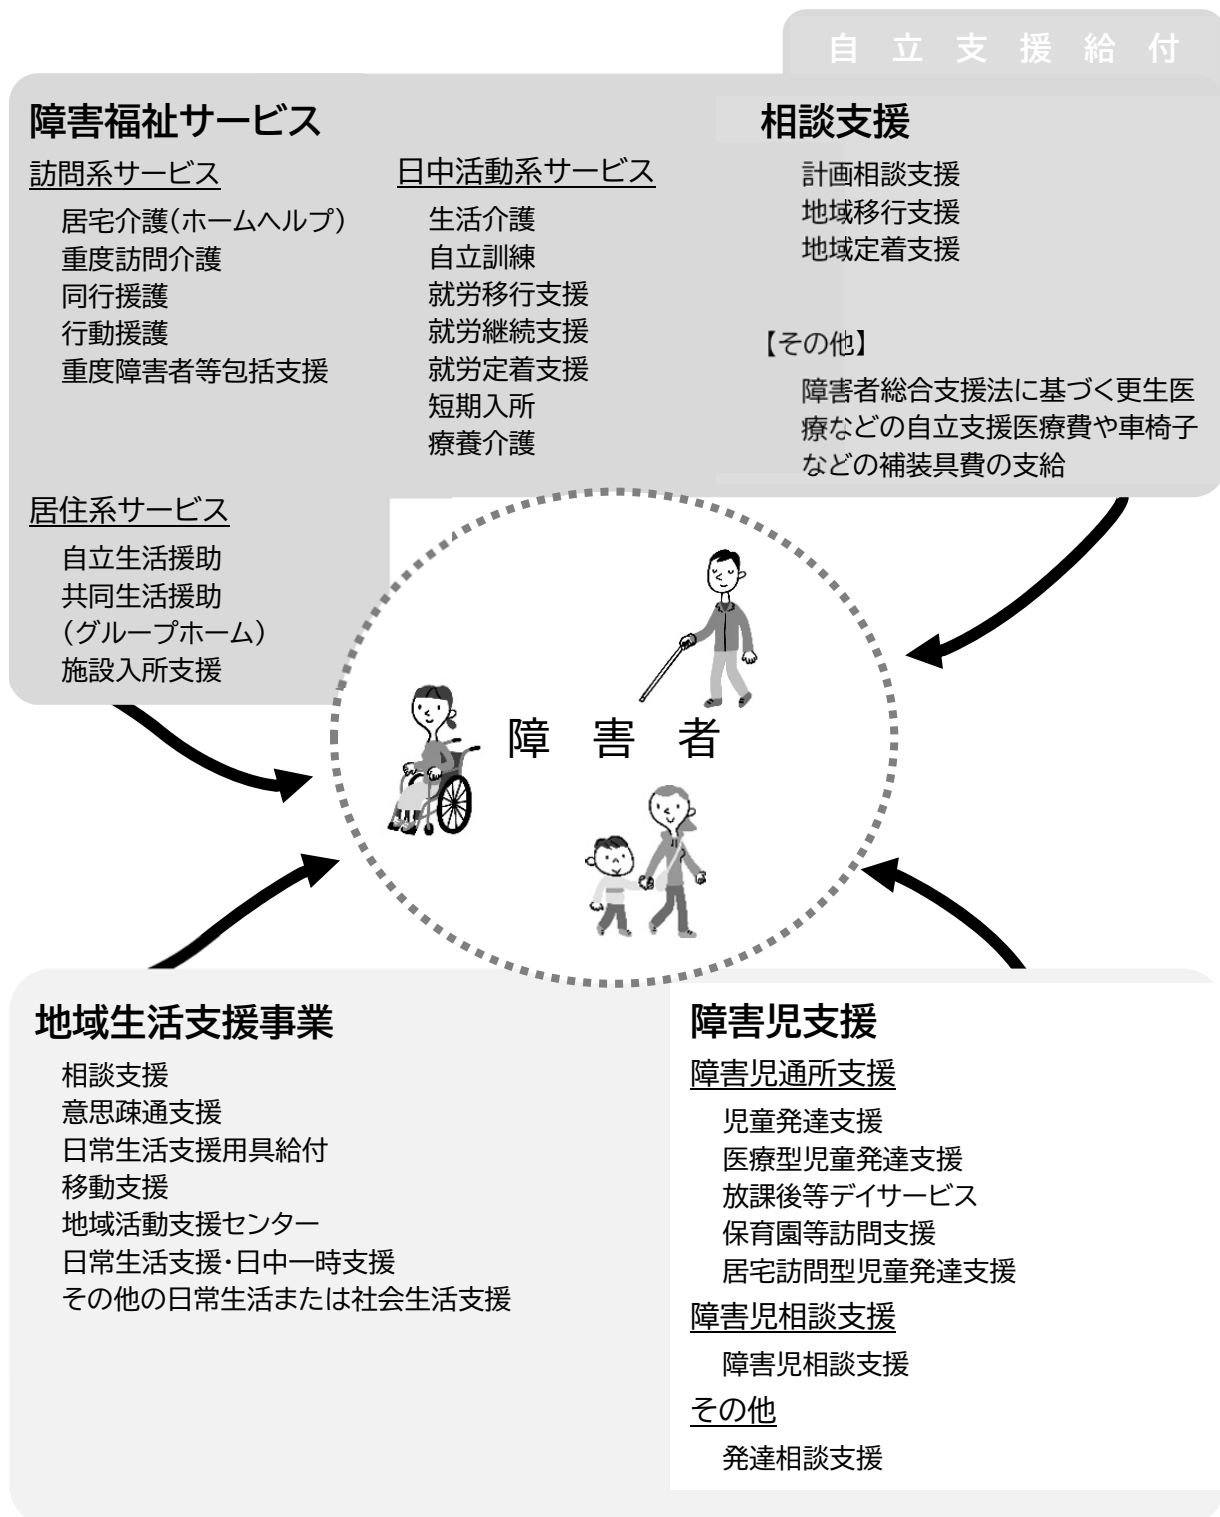 自立支援給付
障害福祉サービス
訪問系サービス
居宅介護(ホームヘルプ)
重度訪問介護
同行援護
行動援護
重度障害者等包括支援
日中活動系サービス
生活介護
自立訓練
就労移行支援
就労継続支援
就労定着支援
短期入所
療養介護
居住系サービス
自立生活援助
共同生活援助
(グループホーム)
施設入所支援
相談支援
計画相談支援
地域移行支援
地域定着支援
【その他】
障害者総合支援法に基づく更生医
療などの自立支援医療費や車椅子
などの補装具費の支給
障害者
地域生活支援事業
相談支援
意思疎通支援
日常生活支援用具給付
移動支援
地域活動支援センター
日常生活支援・日中一時支援
その他の日常生活または社会生活支援
障害児支援
障害児通所支援
児童発達支援
医療型児童発達支援
放課後等デイサービス
保育園等訪問支援
居宅訪問型児童発達支援
障害児相談支援
障害児相談支援
その他
発達相談支援